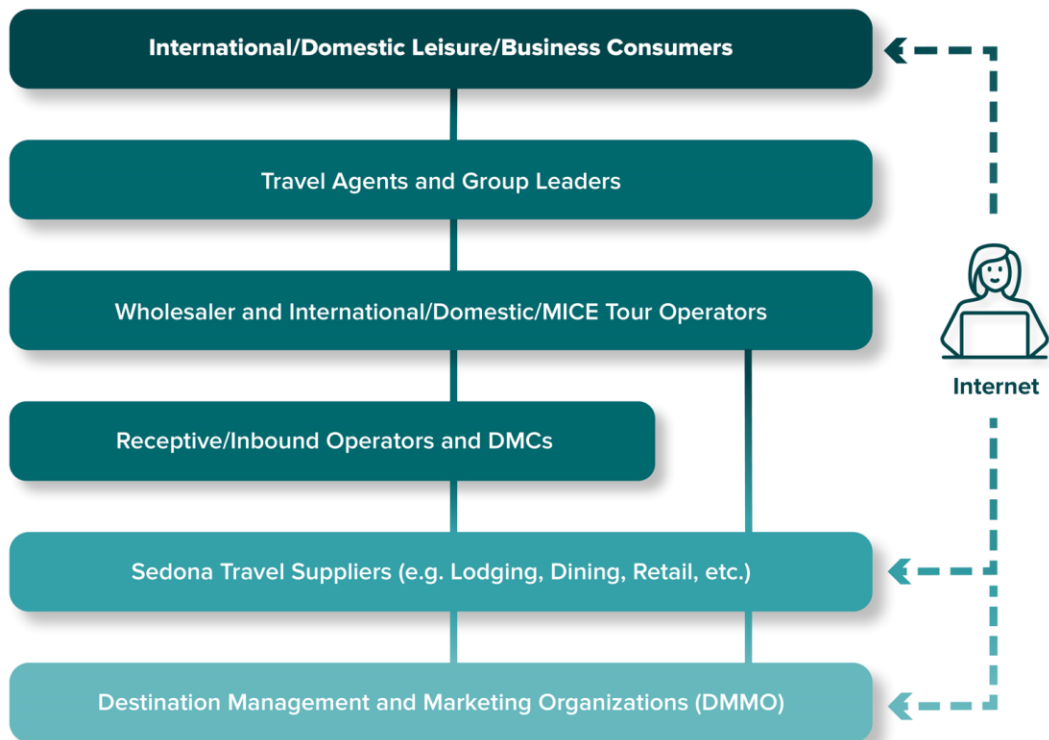 International/Domestic Leisure/Business Consumers
Travel Agents and Group Leaders
Wholesaler and International/Domestic/MICE Tour Operators
Internet
Receptive/Inbound Operators and DMCs
Sedona Travel Suppliers (e.g. Lodging, Dining, Retail, etc.)
Destination Management and Marketing Organizations (DMMO)